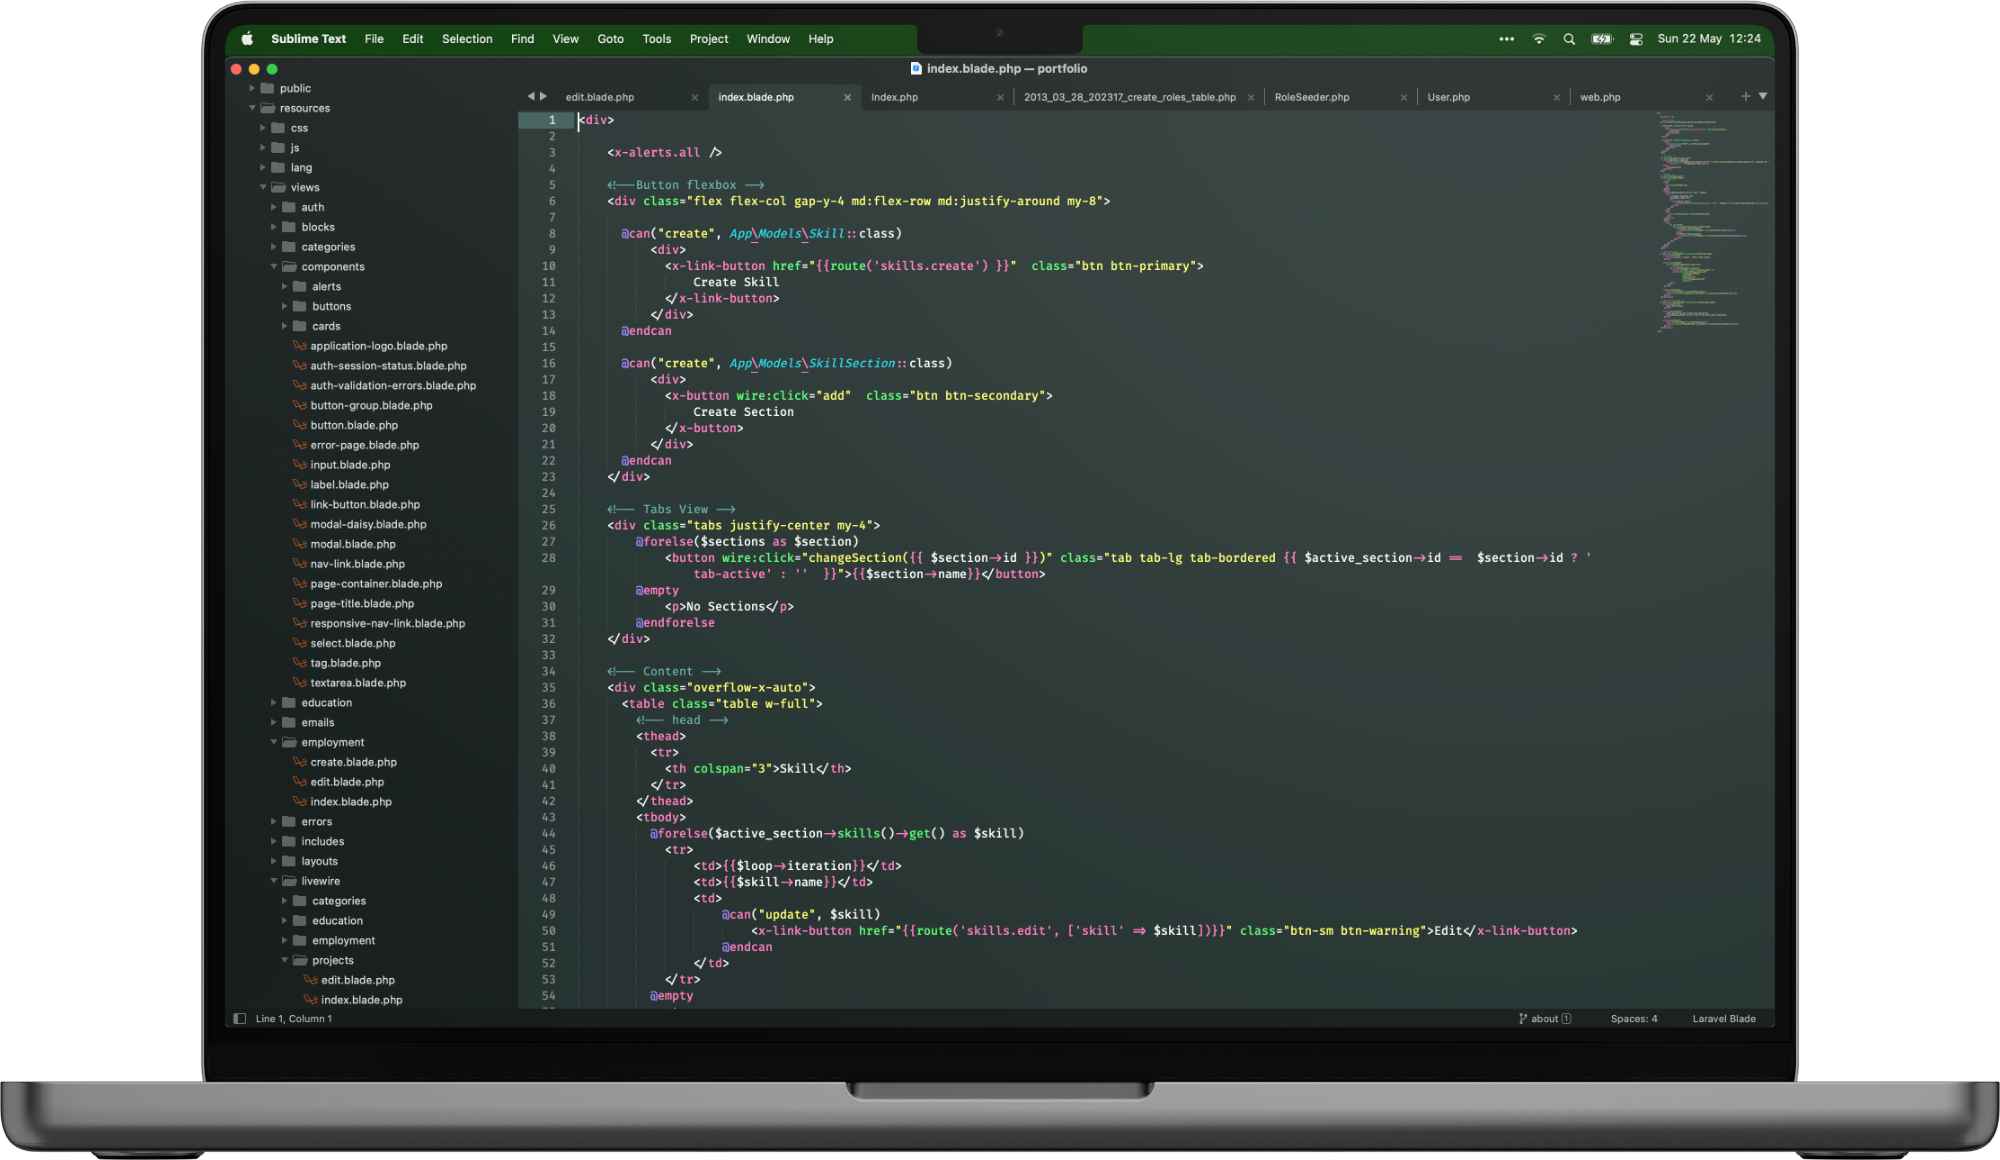 Sublime Text File Edit Selection Find View Goto Tools Project Window Help Sun 22 May 12:24
index.blade.php — portfolio
public
resources
css
js
lang
views
auth
blocks
categories
components
alerts
buttons
cards
application-logo.blade.php
auth-session-status.blade.php
auth-validation-errors.blade.php
button-group.blade.php
button.blade.php
error-page.blade.php
input.blade.php
label.blade.php
link-button.blade.php
modal-daisy.blade.php
modal.blade.php
nav-link.blade.php
page-container.blade.php
page-title.blade.php
responsive-nav-link.blade.php
select.blade.php
tag.blade.php
textarea.blade.php
education
emails
employment
create.blade.php
edit.blade.php
index.blade.php
errors
includes
layouts
livewire
categories
education
employment
projects
edit.blade.php
index.blade.php
edit.blade.php index.blade.php Index.php 2013_03_28_202317_create_roles_table.php RoleSeeder.php User.php web.php
1 <div>
2
3 <x-alerts.all />
4
5 <!--Button flexbox -->
6 <div class="flex flex-col gap-y-4 md:flex-row md:justify-around my-8">
7
8 @can("create", App\Models\Skill::class)
9 <div>
10 <x-link-button href="{{route('skills.create') }}" class="btn btn-primary">
11 Create Skill
12 </x-link-button>
13 </div>
14 @endcan
15
16 @can("create", App\Models\SkillSection::class)
17 <div>
18 <x-button wire:click="add" class="btn btn-secondary">
19 Create Section
20 </x-button>
21 </div>
22 @endcan
23 </div>
24
25 <!-- Tabs View -->
26 <div class="tabs justify-center my-4">
27 @forelse($sections as $section)
28 <button wire:click="changeSection({{ $section->id }})" class="tab tab-lg tab-bordered {{ $active_section->id == $section->id ? '
tab-active' : '' }}">{{$section->name}}</button>
29 @empty
30 <p>No Sections</p>
31 @endforelse
32 </div>
33
34 <!-- Content -->
35 <div class="overflow-x-auto">
36 <table class="table w-full">
37 <!-- head -->
38 <thead>
39 <tr>
40 <th colspan="3">Skill</th>
41 </tr>
42 </thead>
43 <tbody>
44 @forelse($active_section->skills()->get() as $skill)
45 <tr>
46 <td>{{$loop->iteration}}</td>
47 <td>{{$skill->name}}</td>
48 <td>
49 @can("update", $skill)
50 <x-link-button href="{{route('skills.edit', ['skill' => $skill])}}" class="btn-sm btn-warning">Edit</x-link-button>
51 @endcan
52 </td>
53 </tr>
54 @empty
Line 1, Column 1 about 1 Spaces: 4 Laravel Blade